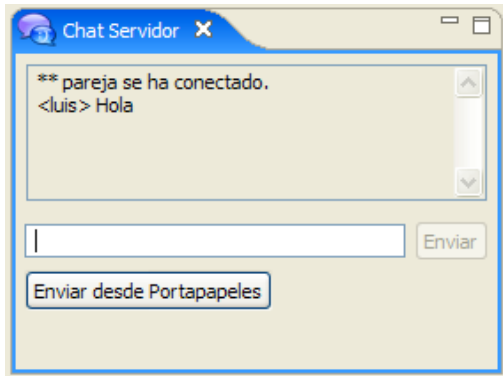 Chat Servidor
** pareja se ha conectado.
<luis> Hola
Enviar
Enviar desde Portapapeles